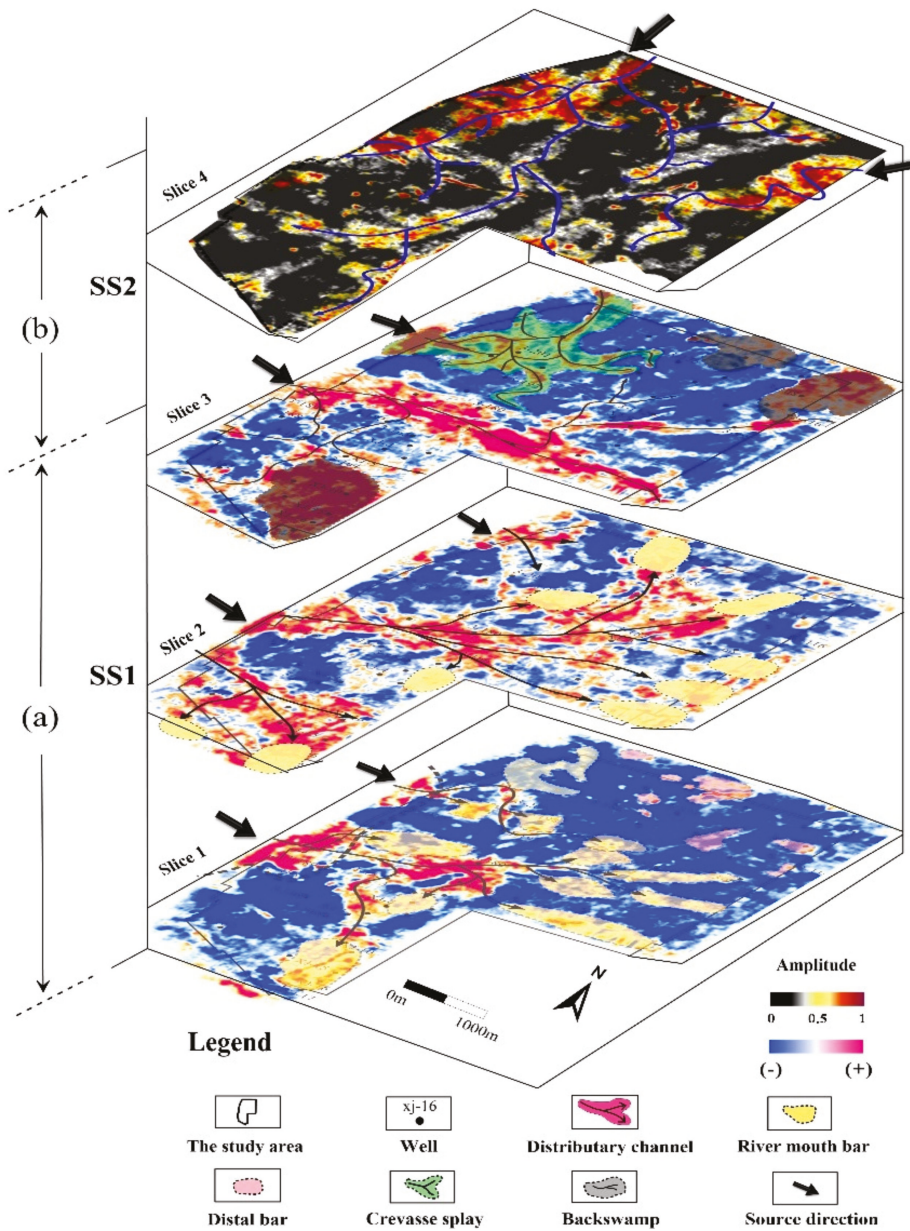 Slice 4
SS2
(b)
Slice 3
Slice 2
SS1
(a)
Slice 1
N
0m
1000m
Amplitude
0 0.5 1
(-) (+)
Legend
xj-16
The study area Well Distributary channel River mouth bar
Distal bar Crevasse splay Backswamp Source direction